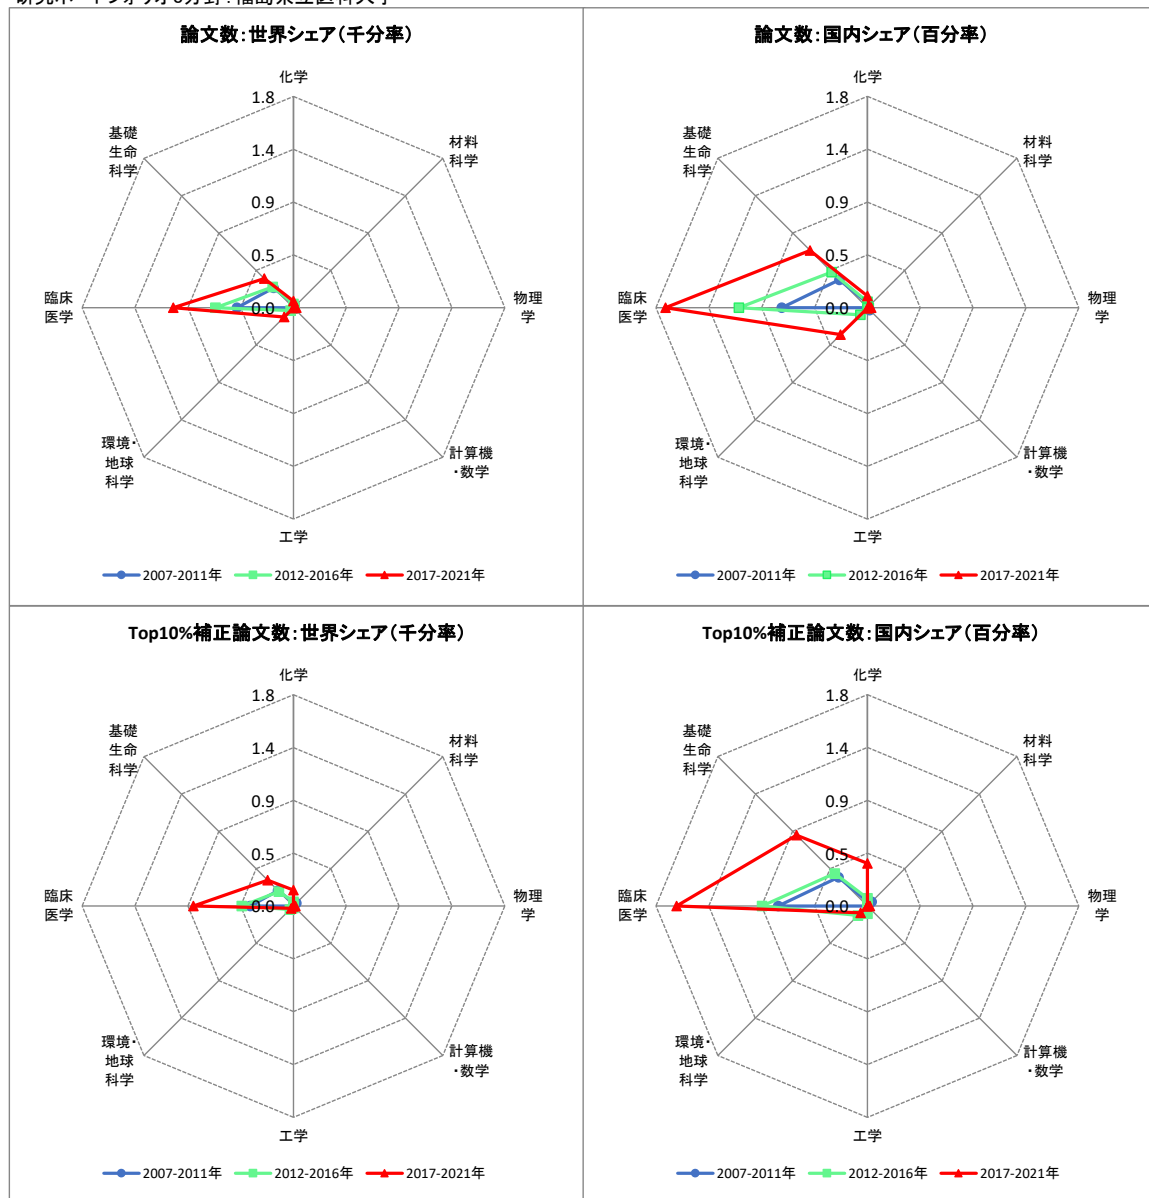 論文数:世界シェア(千分率)
化学
1.8
1.4
0.9
0.5
0.0
材料
科学
物理
学
計算機
・数学
工学
環境・
地球
科学
臨床
医学
基礎
生命
科学
2007-2011年 2012-2016年 2017-2021年
論文数:国内シェア(百分率)
化学
1.8
1.4
0.9
0.5
0.0
材料
科学
物理
学
計算機
・数学
工学
環境・
地球
科学
臨床
医学
基礎
生命
科学
2007-2011年 2012-2016年 2017-2021年
Top10%補正論文数:世界シェア(千分率)
化学
1.8
1.4
0.9
0.5
0.0
材料
科学
物理
学
計算機
・数学
工学
環境・
地球
科学
臨床
医学
基礎
生命
科学
2007-2011年 2012-2016年 2017-2021年
Top10%補正論文数:国内シェア(百分率)
化学
1.8
1.4
0.9
0.5
0.0
材料
科学
物理
学
計算機
・数学
工学
環境・
地球
科学
臨床
医学
基礎
生命
科学
2007-2011年 2012-2016年 2017-2021年